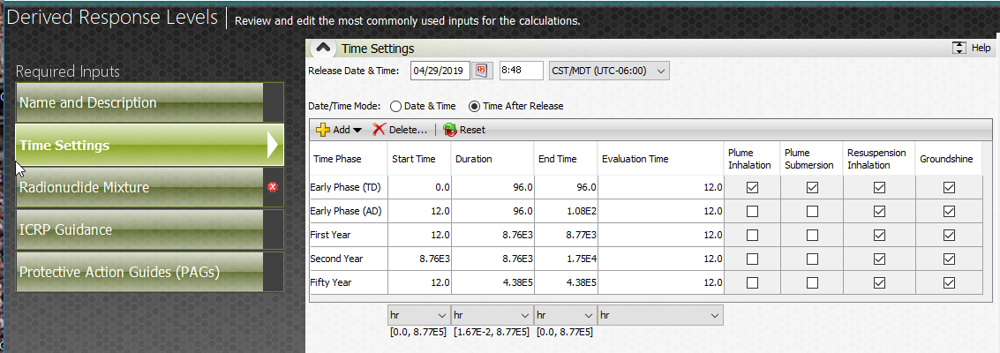 Derived Response Levels Review and edit the most commonly used inputs for the calculations.
Required Inputs
Name and Description
Time Settings
Radionuclide Mixture
ICRP Guidance
Protective Action Guides (PAGs)
Time Settings Help
Release Date & Time: 04/29/2019 8:48 CST/MDT (UTC-06:00)
Date/Time Mode: Date & Time Time After Release
Add Delete... Reset
Time Phase Start Time Duration End Time Evaluation Time Plume Inhalation Plume Submersion Resuspension Inhalation Groundshine
Early Phase (TD) 0.0 96.0 96.0 12.0
Early Phase (AD) 12.0 96.0 1.08E2 12.0
First Year 12.0 8.76E3 8.77E3 12.0
Second Year 8.76E3 8.76E3 1.75E4 12.0
Fifty Year 12.0 4.38E5 4.38E5 12.0
hr hr hr hr
[0.0, 8.77E5] [1.67E-2, 8.77E5] [0.0, 8.77E5]